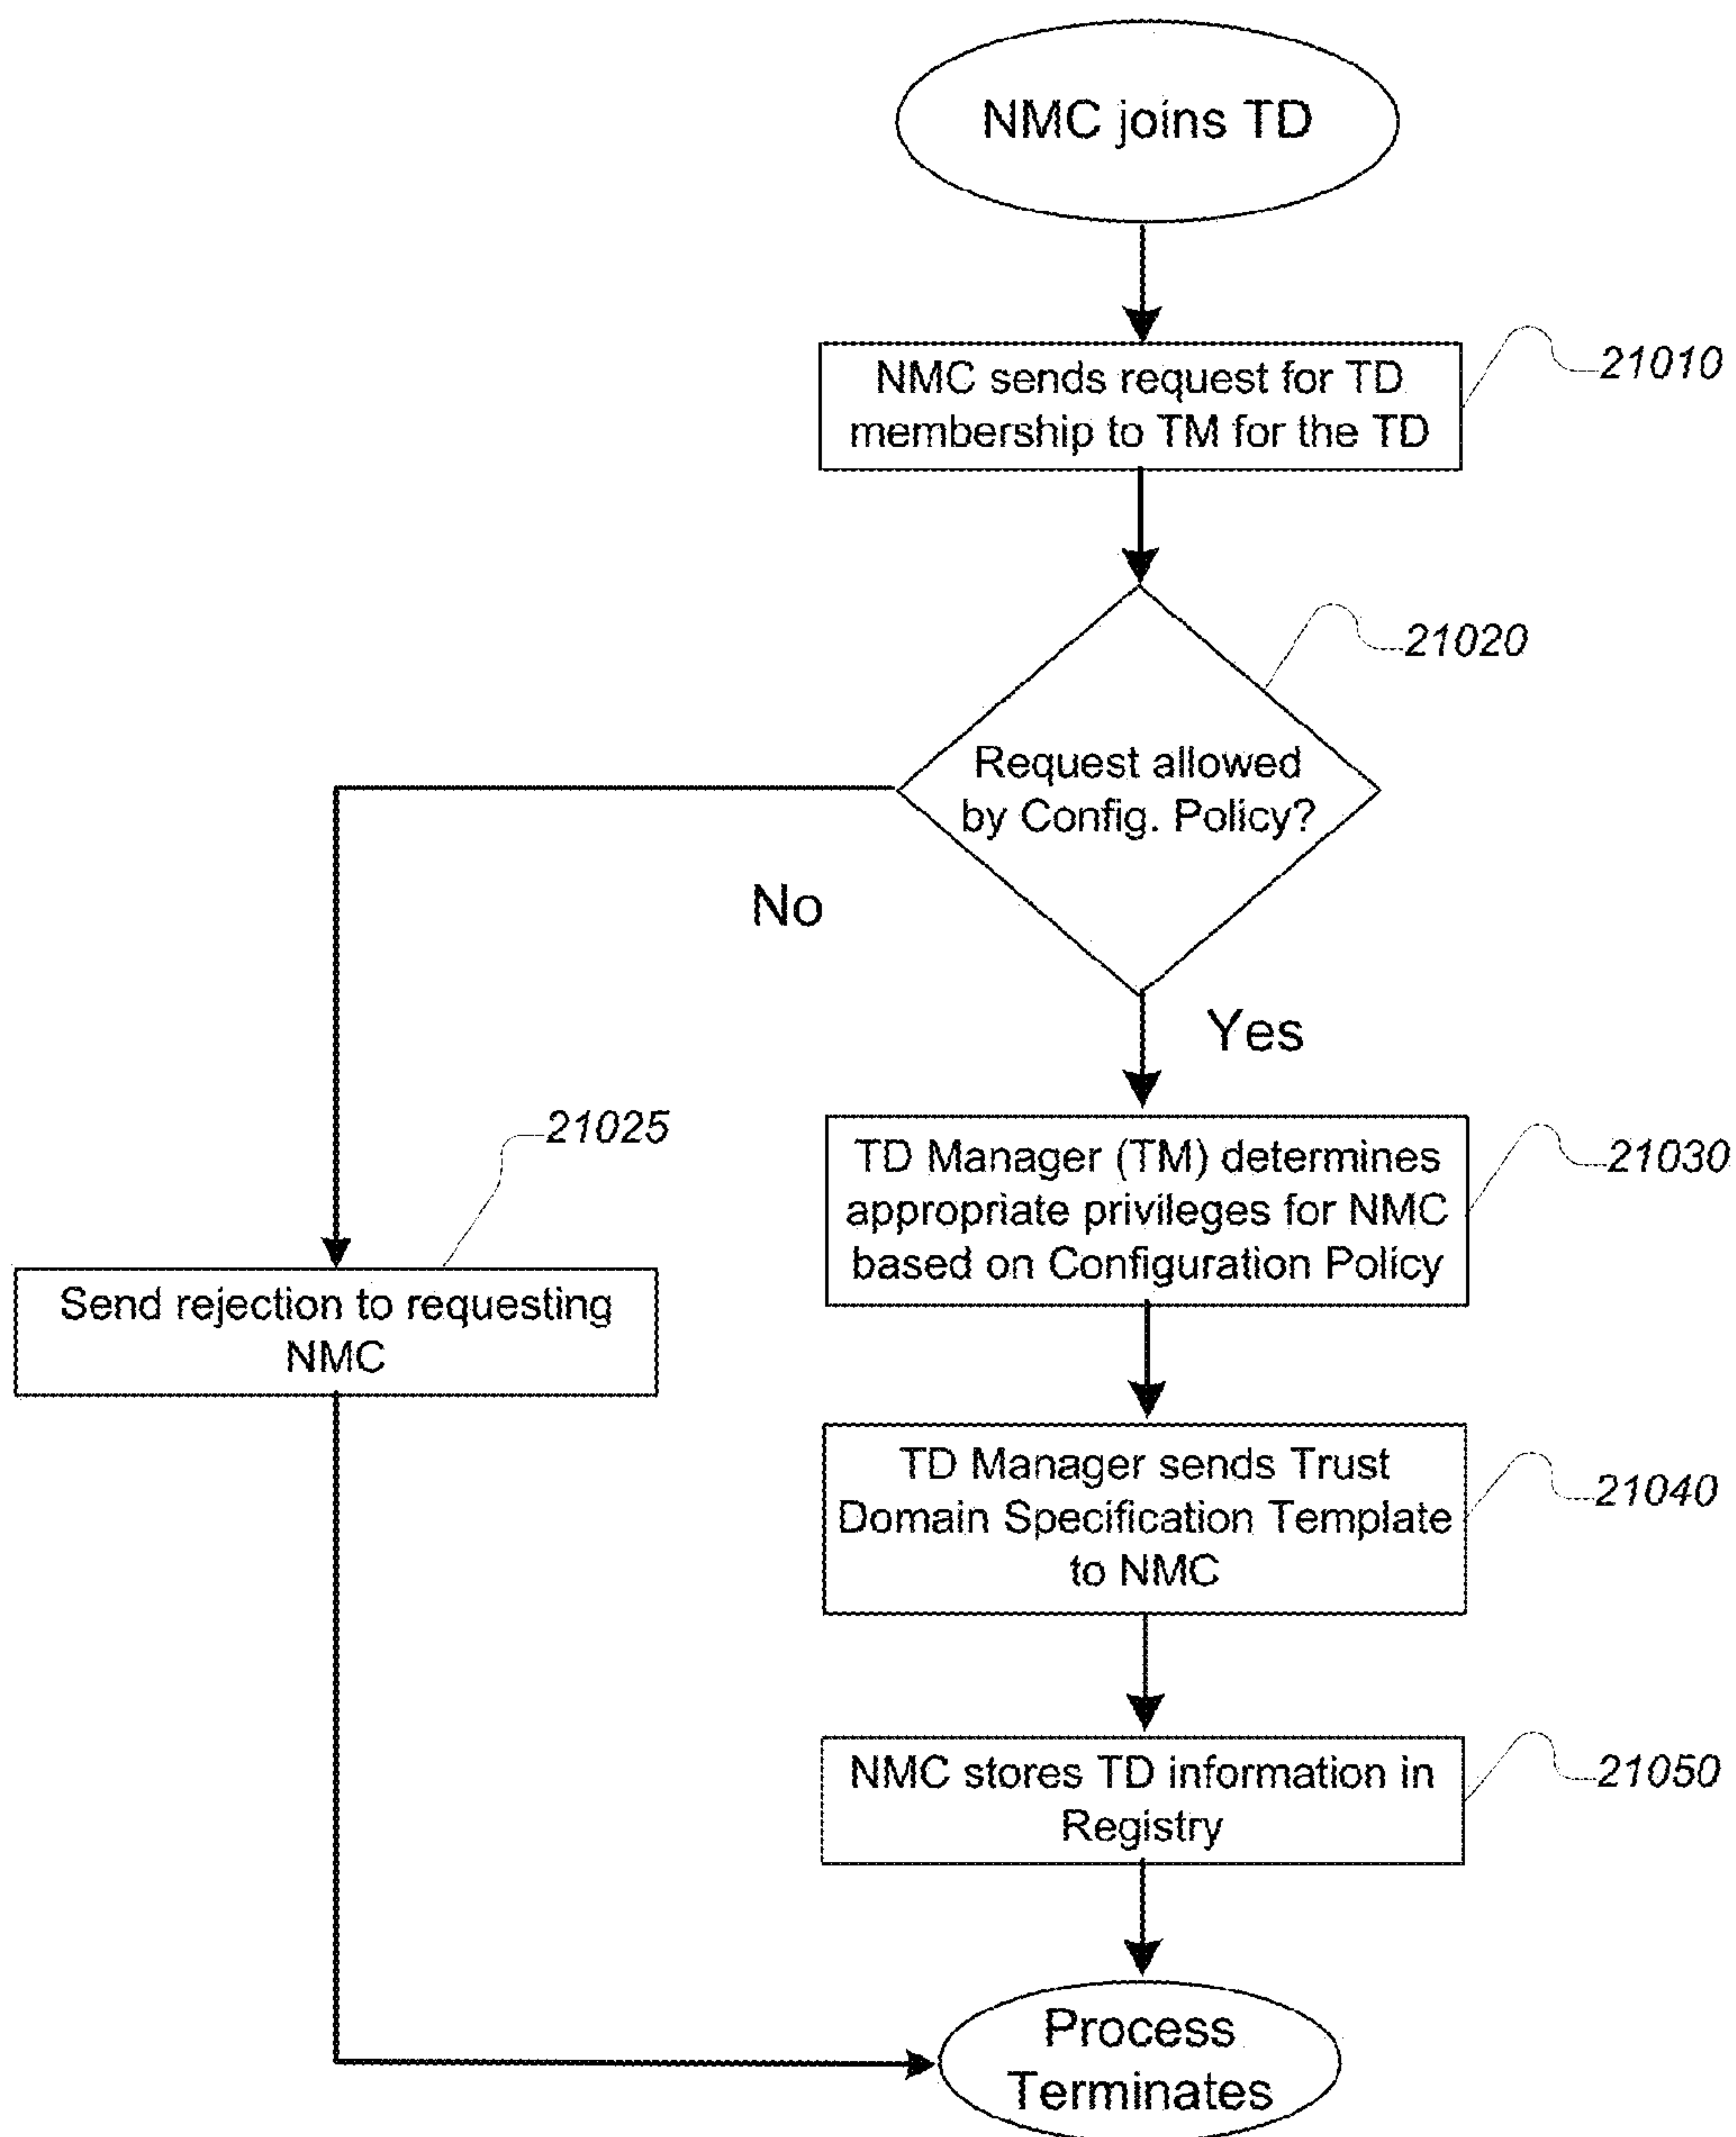 NMC joins TD
NMC sends request for TD
membership to TM for the TD
21010
21020
Request allowed
by Config. Policy?
No
Yes
21025
Send rejection to requesting
NMC
TD Manager (TM) determines
appropriate privileges for NMC
based on Configuration Policy
21030
TD Manager sends Trust
Domain Specification Template
to NMC
21040
NMC stores TD information in
Registry
21050
Process
Terminates